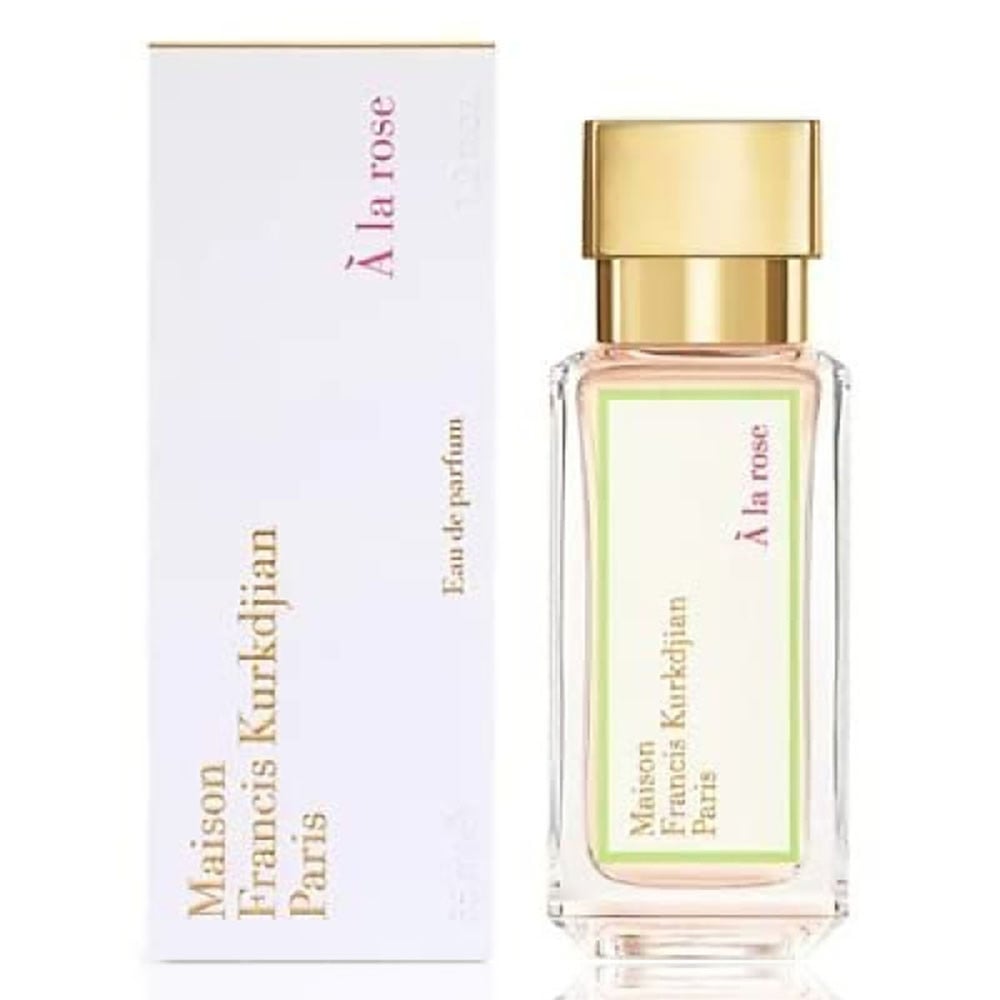 À la rose
Eau de parfum
Maison
Francis Kurkdjian
Paris
À la rose
Maison
Francis Kurkdjian
Paris